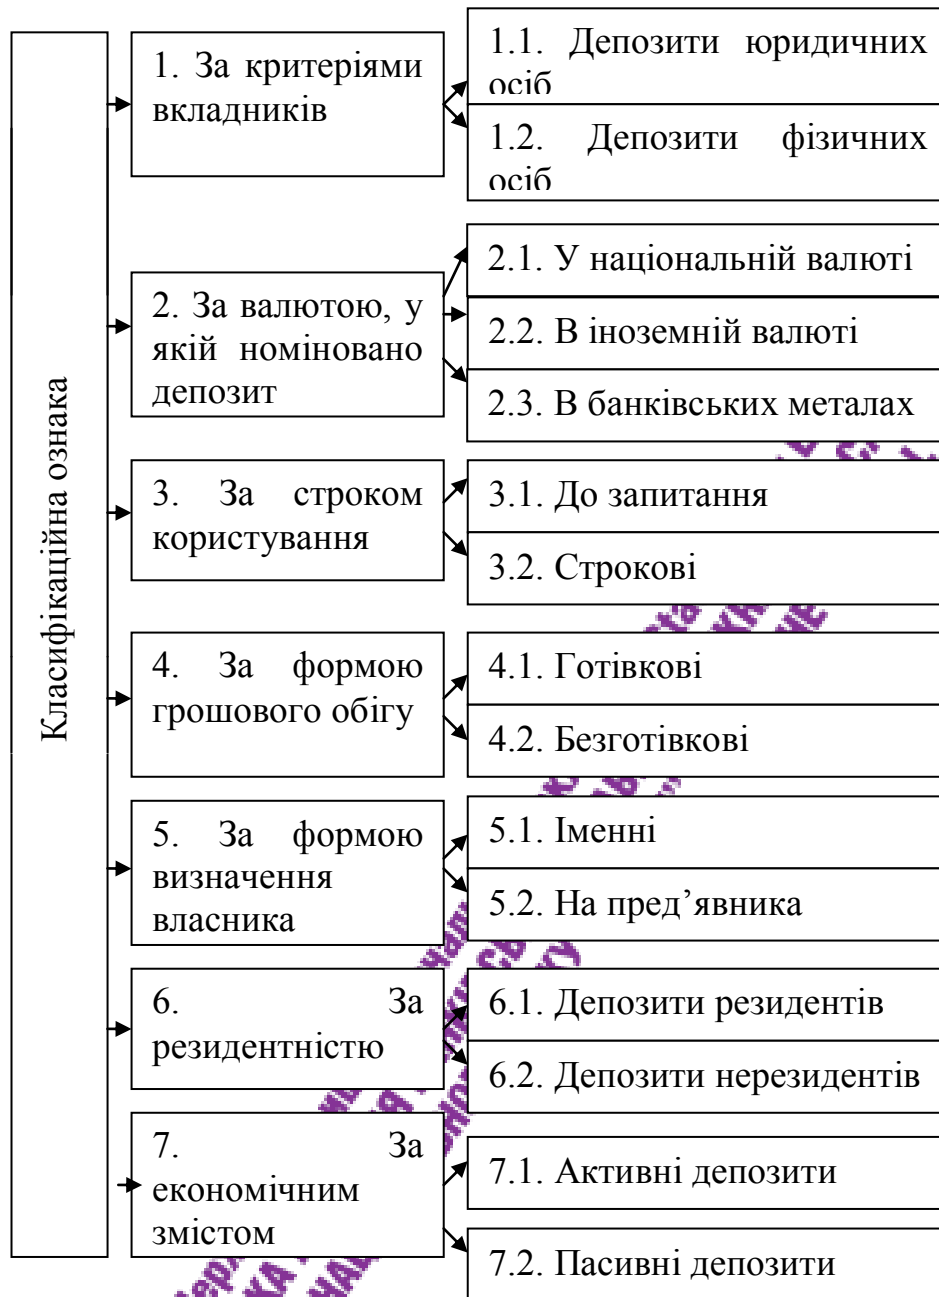 Класифікаційна ознака
1. За критеріями
вкладників
1.1. Депозити юридичних
осіб
1.2. Депозити фізичних
осіб
2. За валютою, у
якій номіновано
депозит
2.1. У національній валюті
2.2. В іноземній валюті
2.3. В банківських металах
3. За строком
користування
3.1. До запитання
3.2. Строкові
4. За формою
грошового обігу
4.1. Готівкові
4.2. Безготівкові
5. За формою
визначення
власника
5.1. Іменні
5.2. На пред’явника
6. За
резидентністю
6.1. Депозити резидентів
6.2. Депозити нерезидентів
7. За
економічним
змістом
7.1. Активні депозити
7.2. Пасивні депозити